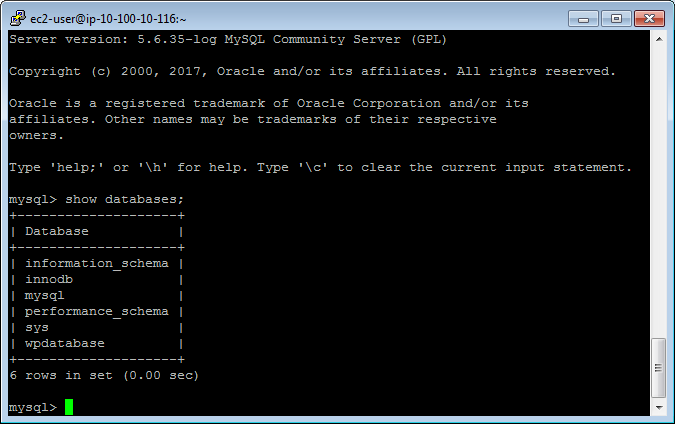 ec2-user@ip-10-100-10-116:~
Server version: 5.6.35-log MySQL Community Server (GPL)
Copyright (c) 2000, 2017, Oracle and/or its affiliates. All rights reserved.
Oracle is a registered trademark of Oracle Corporation and/or its
affiliates. Other names may be trademarks of their respective
owners.
Type 'help;' or '\h' for help. Type '\c' to clear the current input statement.
mysql> show databases;
+--------------------+
| Database           |
+--------------------+
| information_schema |
| innodb             |
| mysql              |
| performance_schema |
| sys                |
| wpdatabase         |
+--------------------+
6 rows in set (0.00 sec)
mysql>